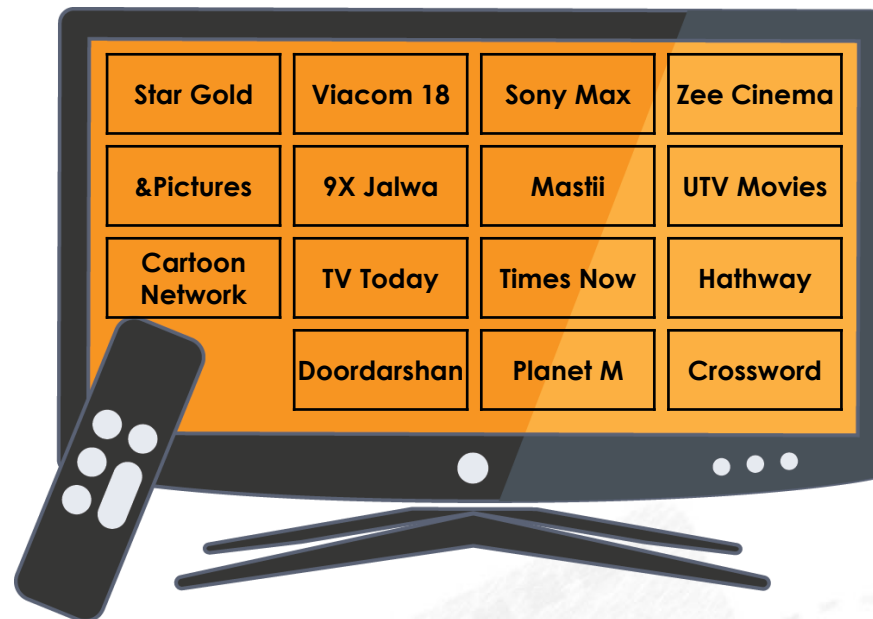 Star Gold
Viacom 18
Sony Max
Zee Cinema
&Pictures
9X Jalwa
Mastii
UTV Movies
Cartoon
Network
TV Today
Times Now
Hathway
Doordarshan
Planet M
Crossword